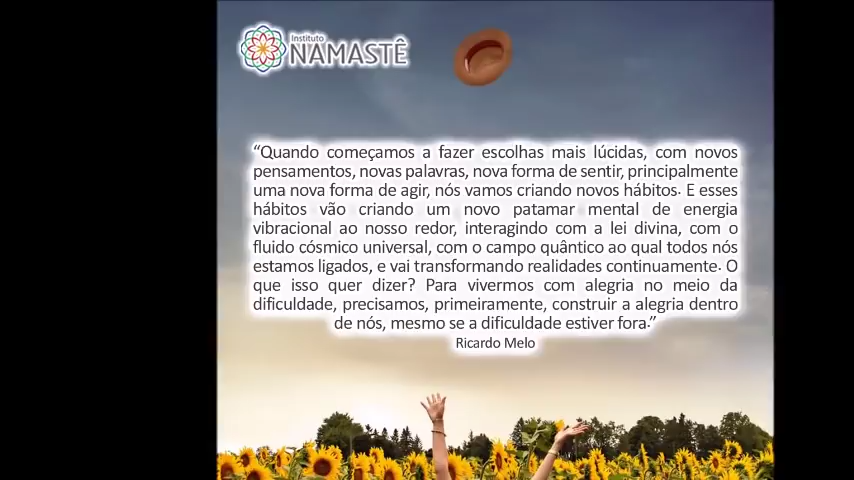 Instituto
NAMASTÊ
“Quando começamos a fazer escolhas mais lúcidas, com novos
pensamentos, novas palavras, nova forma de sentir, principalmente
uma nova forma de agir, nós vamos criando novos hábitos. E esses
hábitos vão criando um novo patamar mental de energia
vibracional ao nosso redor, interagindo com a lei divina, com o
fluido cósmico universal, com o campo quântico ao qual todos nós
estamos ligados, e vai transformando realidades continuamente. O
que isso quer dizer? Para vivermos com alegria no meio da
dificuldade, precisamos, primeiramente, construir a alegria dentro
de nós, mesmo se a dificuldade estiver fora.”
Ricardo Melo